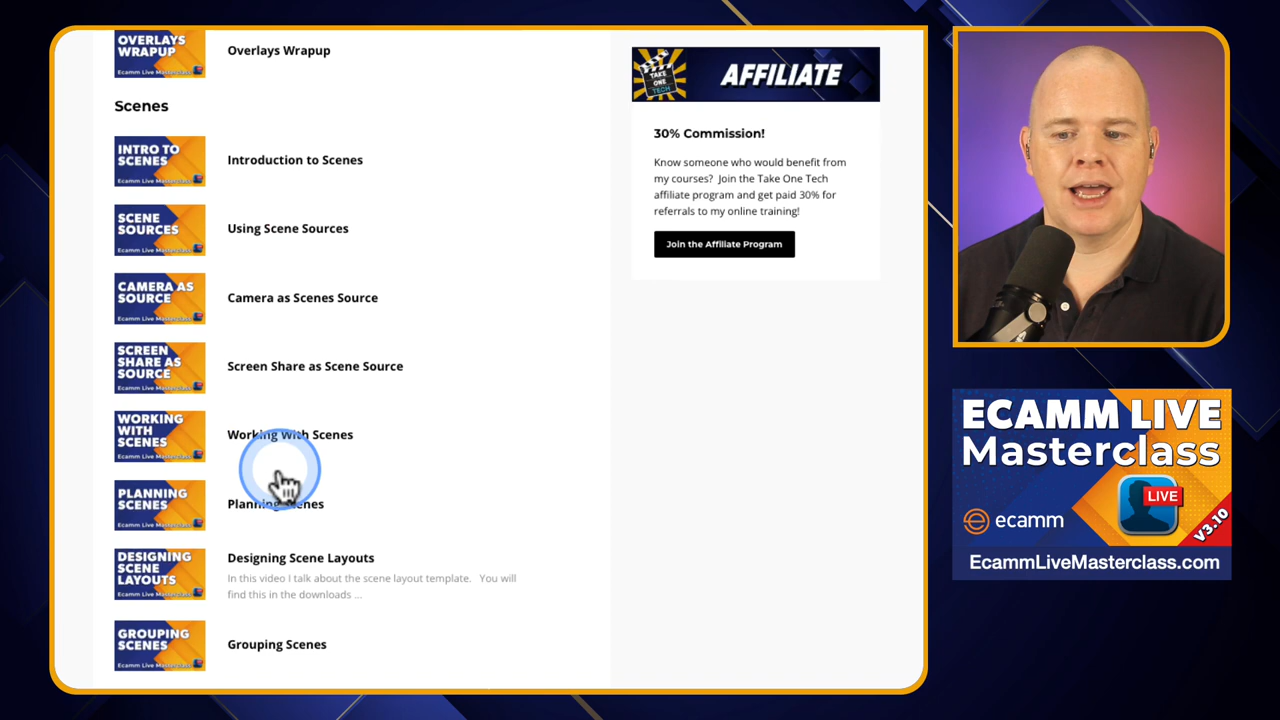 OVERLAYS
WRAPUP
Ecamm Live Masterclass
Overlays Wrapup
Scenes
INTRO TO
SCENES
Ecamm Live Masterclass
Introduction to Scenes
SCENE
SOURCES
Ecamm Live Masterclass
Using Scene Sources
CAMERA AS
SOURCE
Ecamm Live Masterclass
Camera as Scenes Source
SCREEN
SHARE AS
SOURCE
Ecamm Live Masterclass
Screen Share as Scene Source
WORKING
WITH
SCENES
Ecamm Live Masterclass
Working With Scenes
PLANNING
SCENES
Ecamm Live Masterclass
Planning Scenes
DESIGNING
SCENE
LAYOUTS
Ecamm Live Masterclass
Designing Scene Layouts
In this video I talk about the scene layout template. You will
find this in the downloads ...
GROUPING
SCENES
Ecamm Live Masterclass
Grouping Scenes
TAKE
ONE
TECH
AFFILIATE
30% Commission!
Know someone who would benefit from
my courses? Join the Take One Tech
affiliate program and get paid 30% for
referrals to my online training!
Join the Affiliate Program
ECAMM LIVE
Masterclass
LIVE
ecamm
V3.10
EcammLiveMasterclass.com